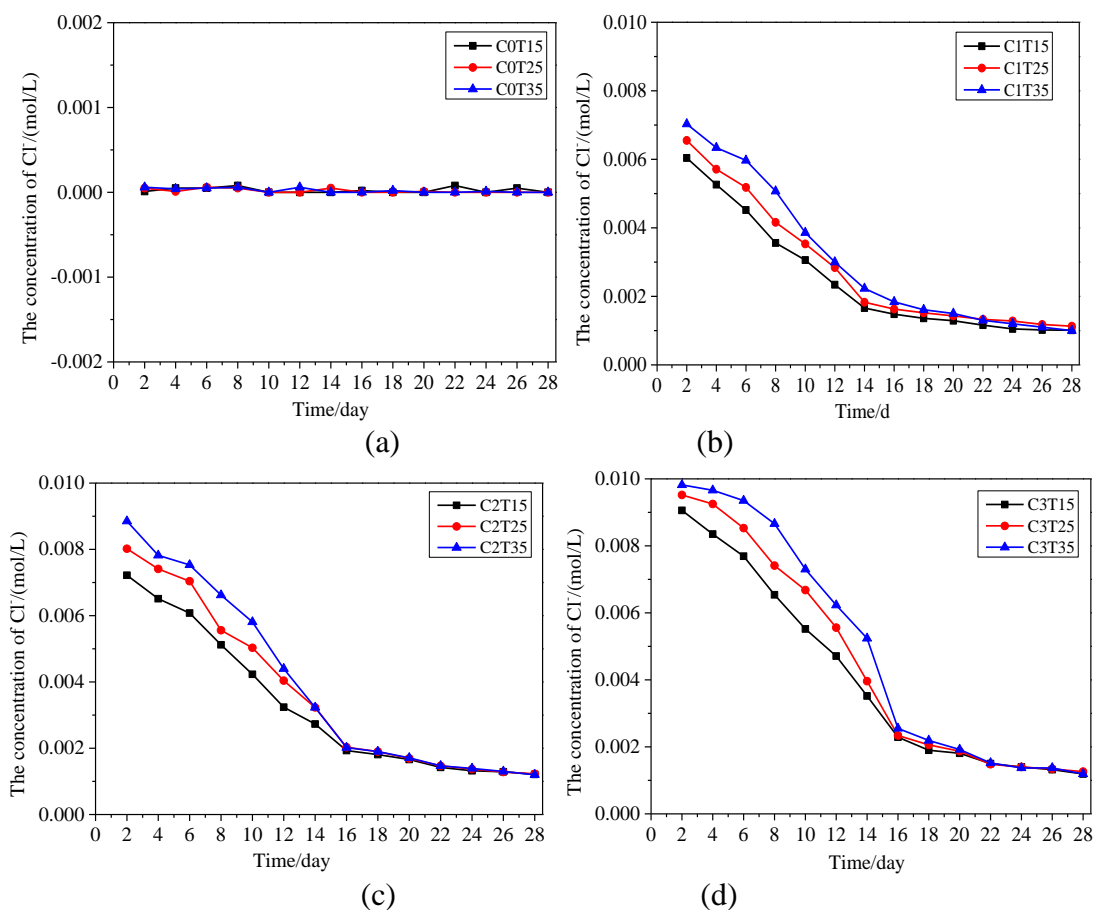 The concentration of Cl⁻/(mol/L)
0.002
0.001
0.000
-0.001
-0.002
C0T15
C0T25
C0T35
0 2 4 6 8 10 12 14 16 18 20 22 24 26 28
Time/day
(a)
The concentration of Cl⁻/(mol/L)
0.010
0.008
0.006
0.004
0.002
0.000
C1T15
C1T25
C1T35
0 2 4 6 8 10 12 14 16 18 20 22 24 26 28
Time/d
(b)
The concentration of Cl⁻/(mol/L)
0.010
0.008
0.006
0.004
0.002
0.000
C2T15
C2T25
C2T35
0 2 4 6 8 10 12 14 16 18 20 22 24 26 28
Time/day
(c)
The concentration of Cl⁻/(mol/L)
0.010
0.008
0.006
0.004
0.002
0.000
C3T15
C3T25
C3T35
0 2 4 6 8 10 12 14 16 18 20 22 24 26 28
Time/day
(d)